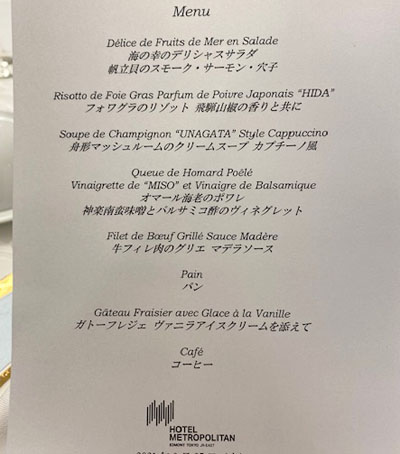 Menu
Délice de Fruits de Mer en Salade
海の幸のデリシャスサラダ
帆立貝のスモーク・サーモン・穴子
Risotto de Foie Gras Parfum de Poivre Japonais “HIDA”
フォワグラのリゾット 飛騨山椒の香りと共に
Soupe de Champignon “UNAGATA” Style Cappuccino
舟形マッシュルームのクリームスープ カプチーノ風
Queue de Homard Poêlé
Vinaigrette de “MISO” et Vinaigre de Balsamique
オマール海老のポワレ
神楽南蛮味噌とバルサミコ酢のヴィネグレット
Filet de Bœuf Grillé Sauce Madère
牛フィレ肉のグリエ マデラソース
Pain
パン
Gâteau Fraisier avec Glace à la Vanille
ガトーフレジェ ヴァニラアイスクリームを添えて
Café
コーヒー
HOTEL
METROPOLITAN
EDMONT TOKYO JR-EAST